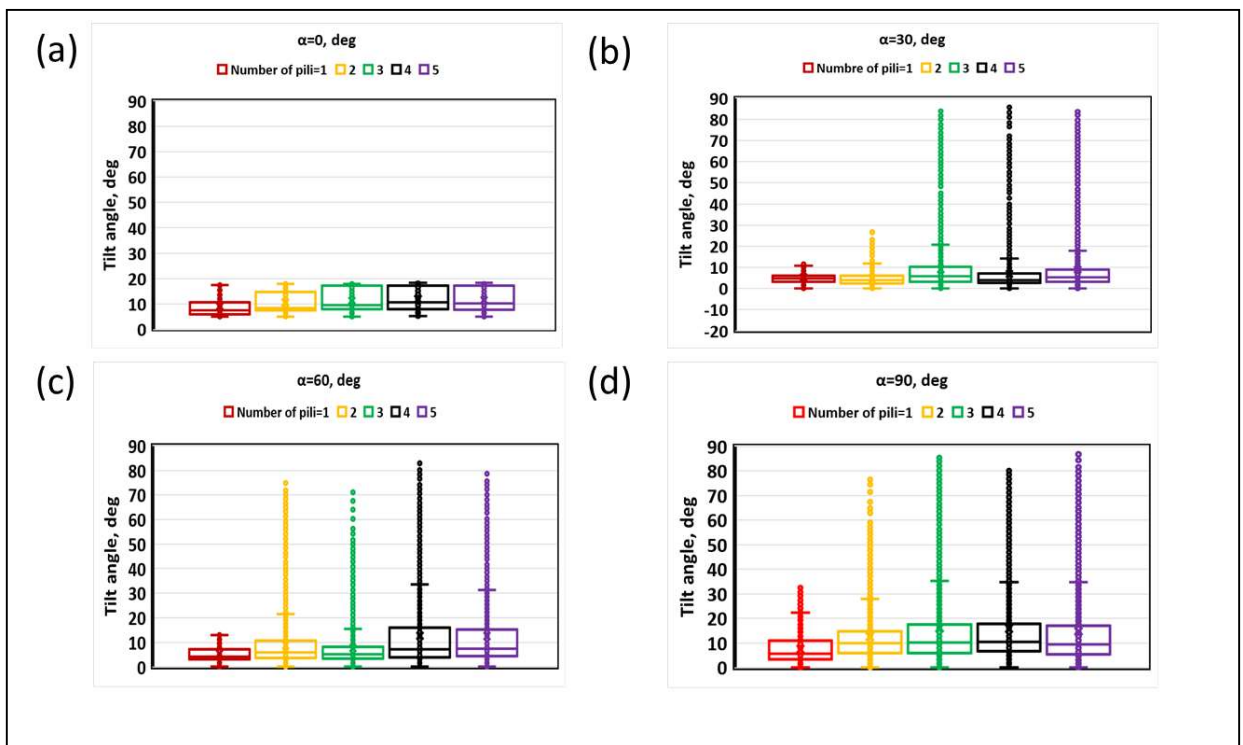 (a)
α=0, deg
Number of pili=1 2 3 4 5
Tilt angle, deg
90
80
70
60
50
40
30
20
10
0
(b)
α=30, deg
Numbre of pili=1 2 3 4 5
Tilt angle, deg
90
80
70
60
50
40
30
20
10
0
-10
-20
(c)
α=60, deg
Number of pili=1 2 3 4 5
Tilt angle, deg
90
80
70
60
50
40
30
20
10
0
(d)
α=90, deg
Number of pili=1 2 3 4 5
Tilt angle, deg
90
80
70
60
50
40
30
20
10
0